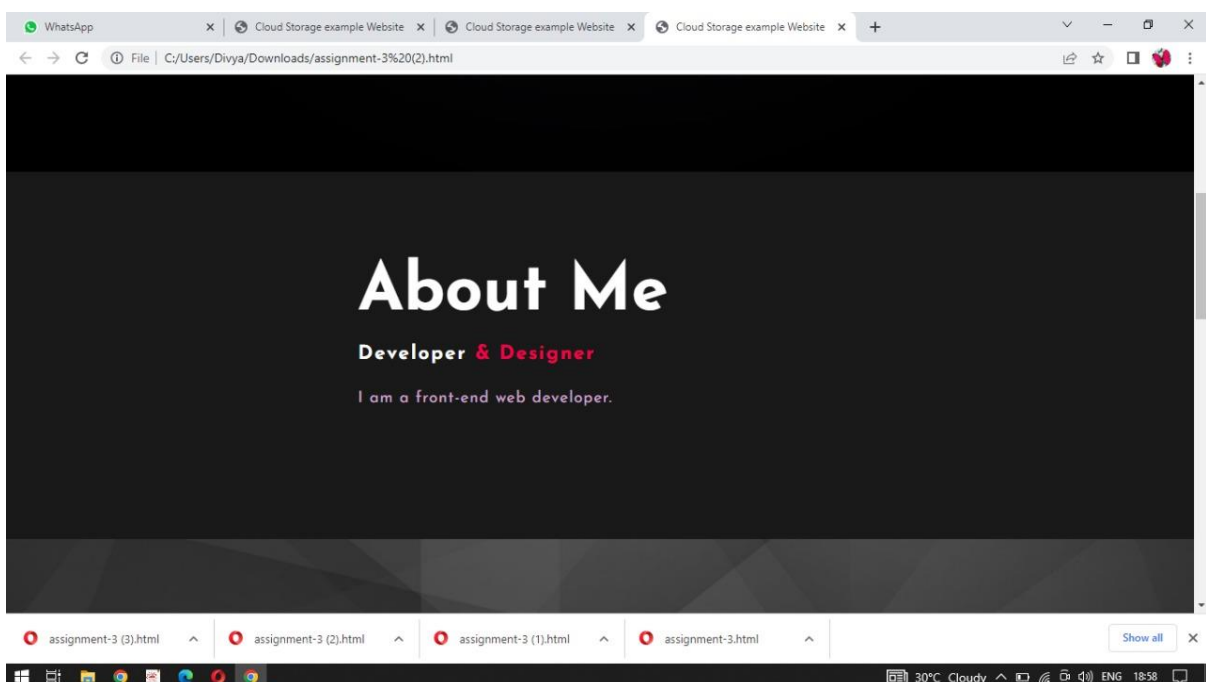 WhatsApp
Cloud Storage example Website
Cloud Storage example Website
Cloud Storage example Website
File | C:/Users/Divya/Downloads/assignment-3%20(2).html
About Me
Developer & Designer
I am a front-end web developer.
assignment-3 (3).html
assignment-3 (2).html
assignment-3 (1).html
assignment-3.html
Show all
30°C Cloudy
ENG
18:58